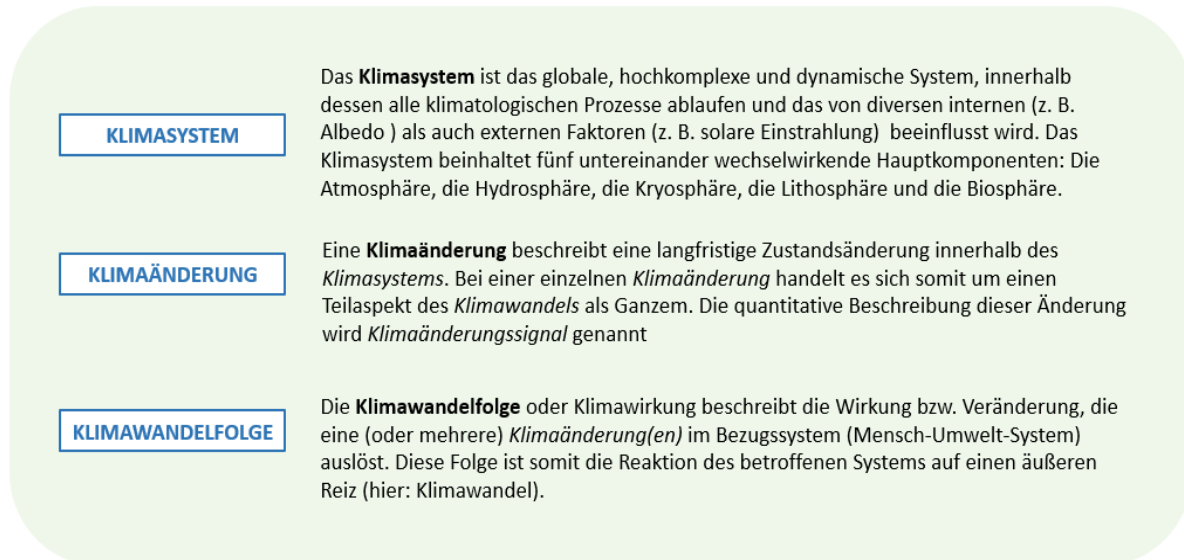 KLIMASYSTEM
Das Klimasystem ist das globale, hochkomplexe und dynamische System, innerhalb
dessen alle klimatologischen Prozesse ablaufen und das von diversen internen (z. B.
Albedo ) als auch externen Faktoren (z. B. solare Einstrahlung)  beeinflusst wird. Das
Klimasystem beinhaltet fünf untereinander wechselwirkende Hauptkomponenten: Die
Atmosphäre, die Hydrosphäre, die Kryosphäre, die Lithosphäre und die Biosphäre.
KLIMAÄNDERUNG
Eine Klimaänderung beschreibt eine langfristige Zustandsänderung innerhalb des
Klimasystems. Bei einer einzelnen Klimaänderung handelt es sich somit um einen
Teilaspekt des Klimawandels als Ganzem. Die quantitative Beschreibung dieser Änderung
wird Klimaänderungssignal genannt
KLIMAWANDELFOLGE
Die Klimawandelfolge oder Klimawirkung beschreibt die Wirkung bzw. Veränderung, die
eine (oder mehrere) Klimaänderung(en) im Bezugssystem (Mensch-Umwelt-System)
auslöst. Diese Folge ist somit die Reaktion des betroffenen Systems auf einen äußeren
Reiz (hier: Klimawandel).